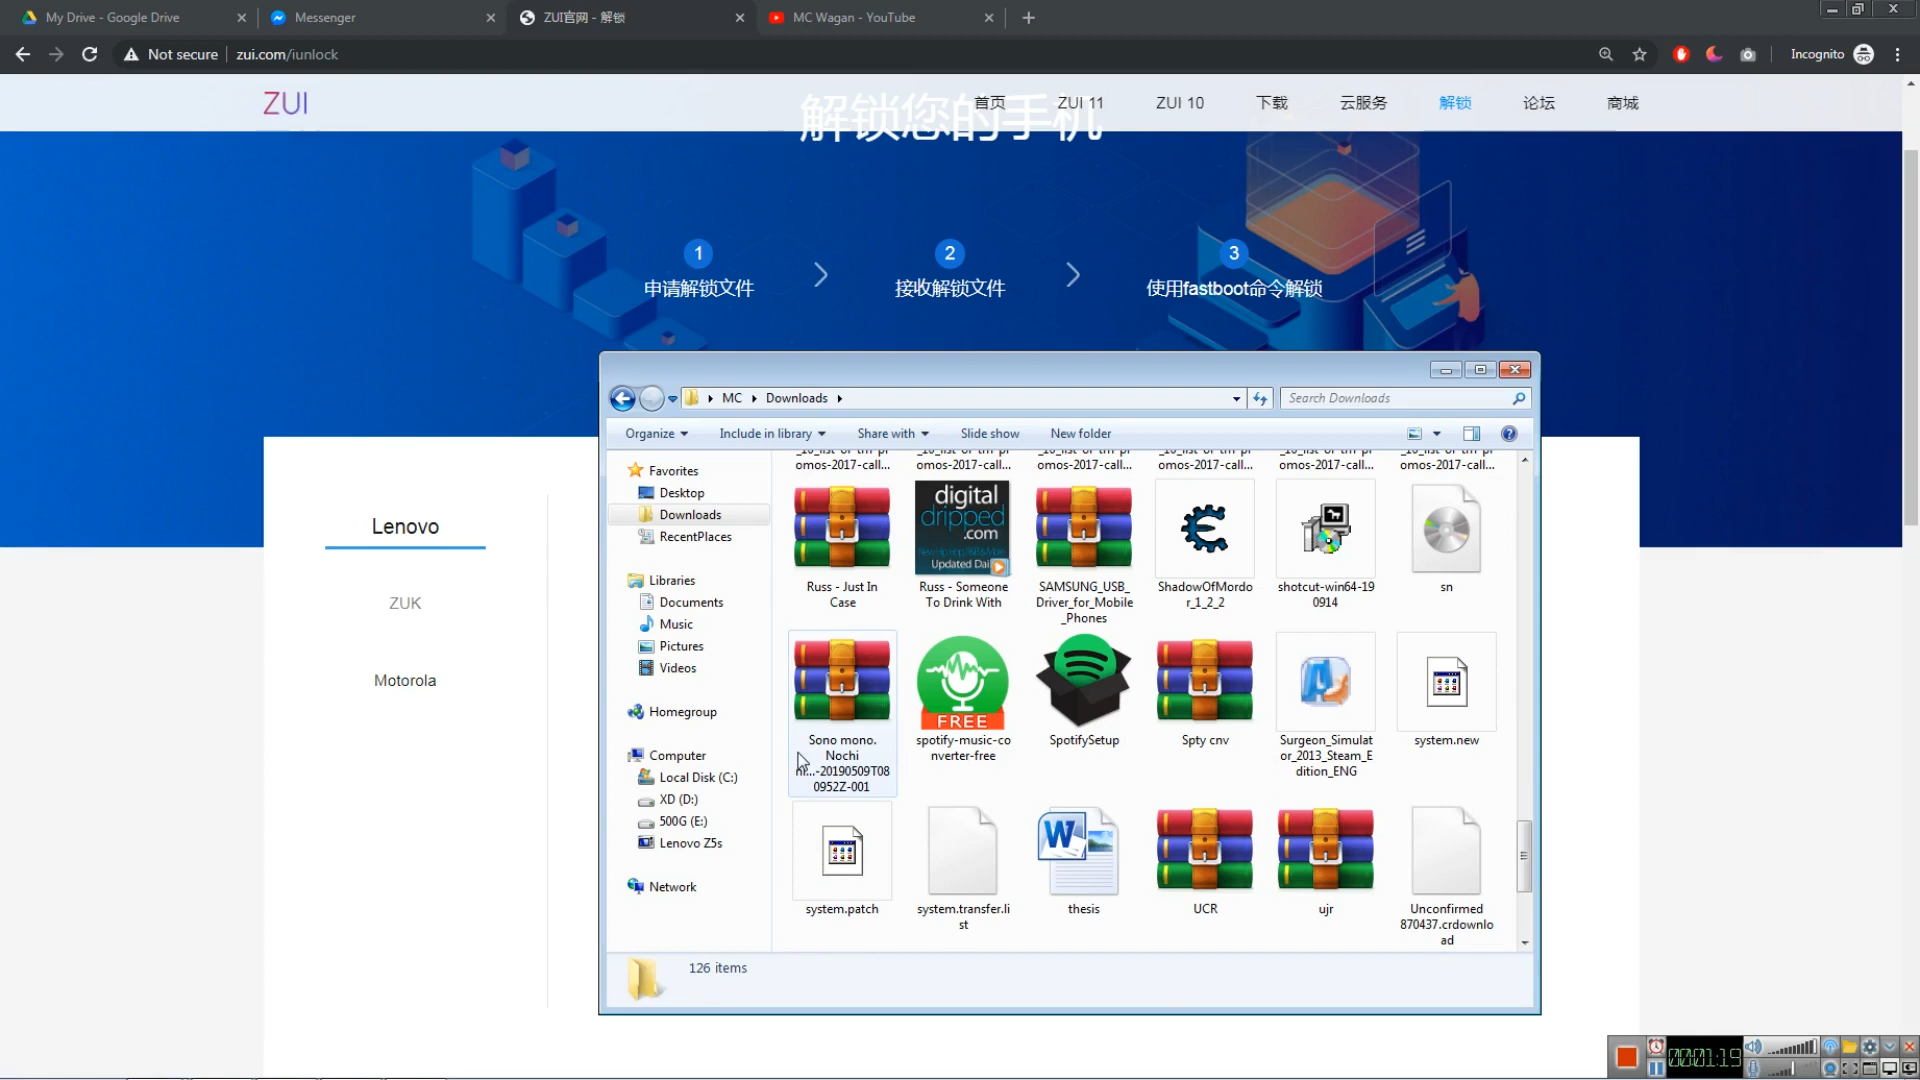 My Drive - Google Drive
Messenger
ZUI官网 - 解锁
MC Wagan - YouTube
Not secure
zui.com/iunlock
Incognito
ZUI
首页
ZUI 11
ZUI 10
下载
云服务
解锁
论坛
商城
解锁您的手机
1
2
3
申请解锁文件
接收解锁文件
使用fastboot命令解锁
Lenovo
ZUK
Motorola
MC
Downloads
Search Downloads
Organize
Include in library
Share with
Slide show
New folder
Favorites
Desktop
Downloads
RecentPlaces
Libraries
Documents
Music
Pictures
Videos
Homegroup
Computer
Local Disk (C:)
XD (D:)
500G (E:)
Lenovo Z5s
Network
omos-2017-call...
omos-2017-call...
omos-2017-call...
omos-2017-call...
omos-2017-call...
omos-2017-call...
digital
dripped
.com
Updated Dai
Russ - Just In
Case
Russ - Someone
To Drink With
SAMSUNG_USB_
Driver_for_Mobile
_Phones
ShadowOfMordo
r_1_2_2
shotcut-win64-19
0914
sn
FREE
Sono mono.
Nochi
...-20190509T08
0952Z-001
spotify-music-co
nverter-free
SpotifySetup
Spty cnv
Surgeon_Simulat
or_2013_Steam_E
dition_ENG
system.new
system.patch
system.transfer.li
st
W
thesis
UCR
ujr
Unconfirmed
870437.crdownlo
ad
126 items
00:01:19